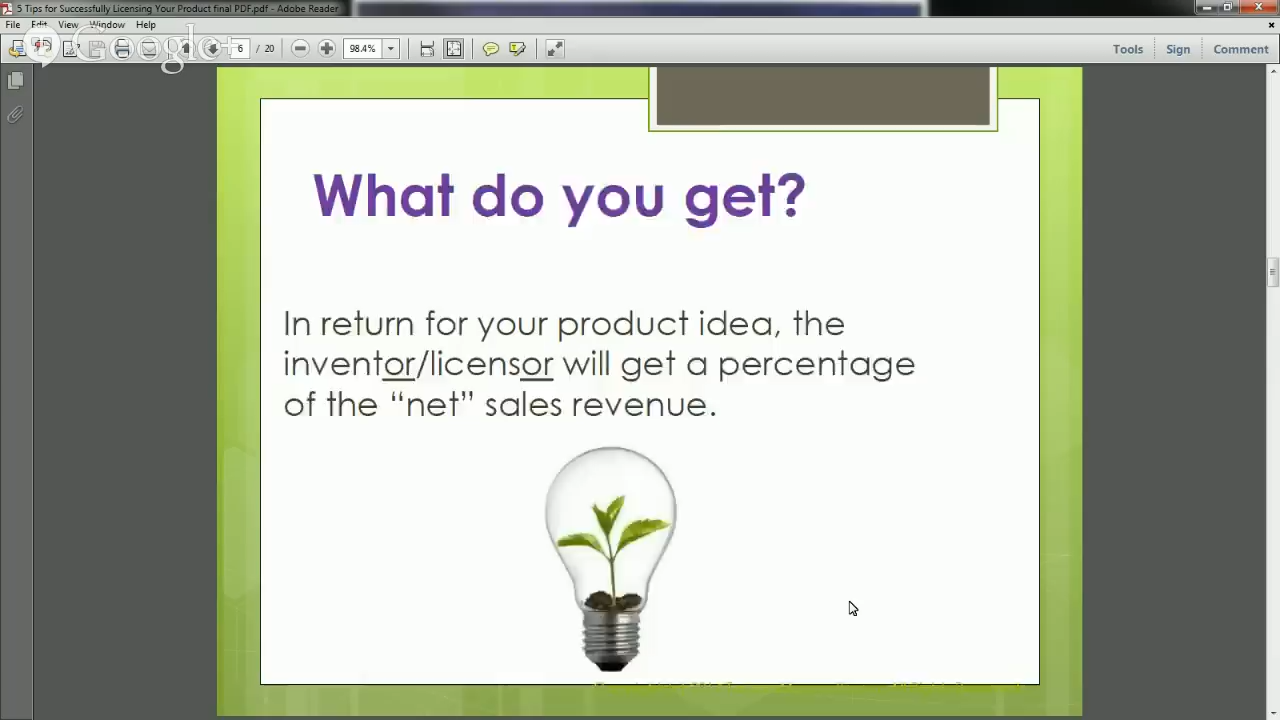 5 Tips for Successfully Licensing Your Product final PDF.pdf - Adobe Reader
File Edit View Window Help
Google+
6 / 20
98.4%
Tools Sign Comment
What do you get?
In return for your product idea, the
inventor/licensor will get a percentage
of the “net” sales revenue.